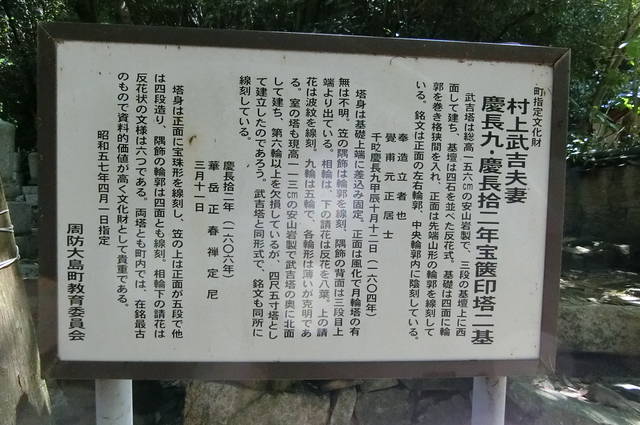 町指定文化財
村上武吉夫妻
慶長九・慶長拾二年宝篋印塔二基
武吉塔は総高一五六㎝の安山岩製で、三段の基壇上に西
面して建ち、基壇は四石を並べた反花式。基礎は四面に輪
郭を巻き格狭間を入れ、正面は先端山形の輪郭を線刻して
いる。銘文は正面の左右輪郭、中央輪郭内に陰刻している。
奉造立者也
覺甫元正居士
干時慶長九甲辰十月十二日(一六〇四年)
塔身は基礎上端に差込み固定。正面は風化で月輪塔の有
無は不明。笠の隅飾は輪郭を線刻、隅飾の背面は三段目上
端より出ている。相輪は、下の請花は反花を八葉、上の請
花は波紋を線刻。九輪は五輪で、各輪形は薄いが克明であ
る。室の塔も現高一一三㎝の安山岩製で武吉塔の奥に北面
して建ち、第六輪以上を欠損しているが、四尺五寸塔とし
て建立したのであろう。武吉塔と同形式で、銘文も同所に
線刻している。
慶長拾二年(一六〇六年)
華岳正春禅定尼
三月十一日
塔身は正面に宝珠形を線刻し、笠の上は正面が五段で他
は四段造り、隅飾の輪郭は四面とも線刻。相輪下の請花は
反花状の文様は六つである。両塔とも町内では、在銘最古
のもので資料的価値が高く文化財として貴重である。
昭和五七年四月一日指定
周防大島町教育委員会